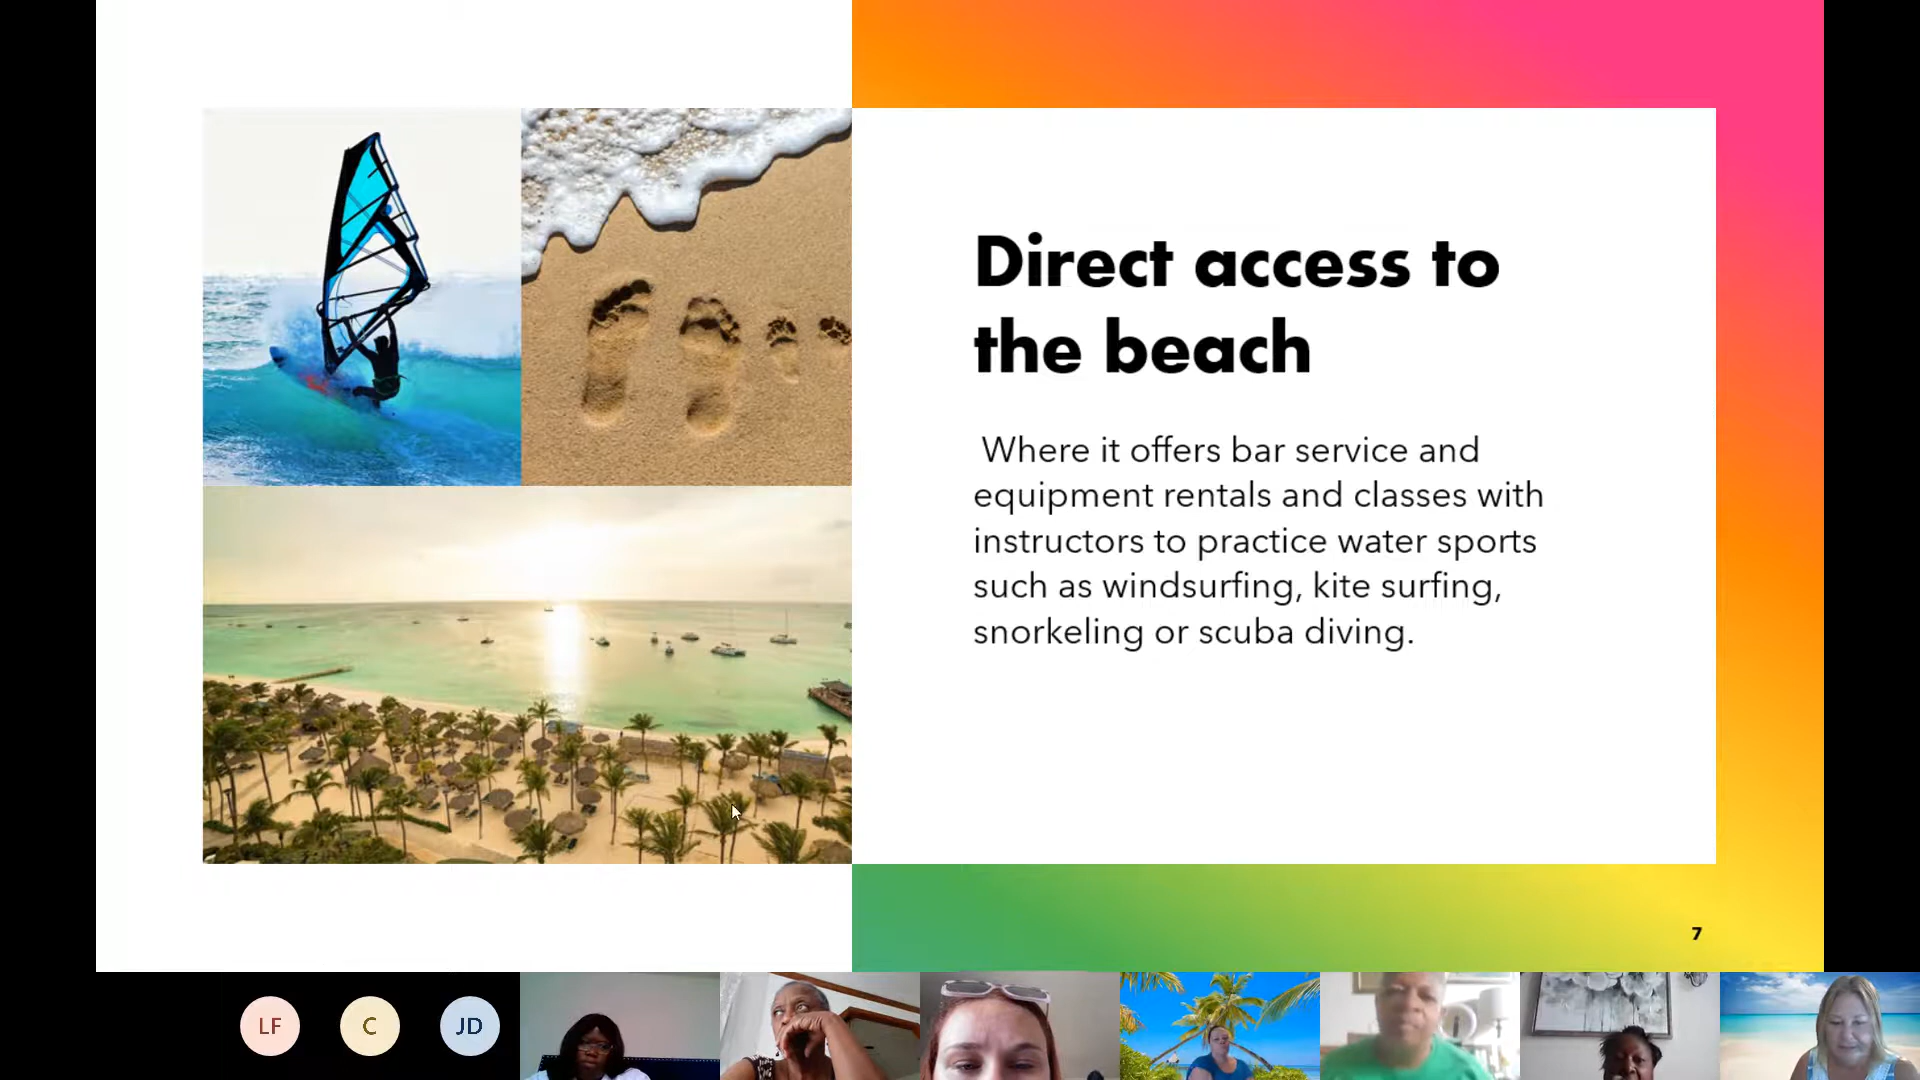 Direct access to
the beach
Where it offers bar service and
equipment rentals and classes with
instructors to practice water sports
such as windsurfing, kite surfing,
snorkeling or scuba diving.
7
LF
C
JD